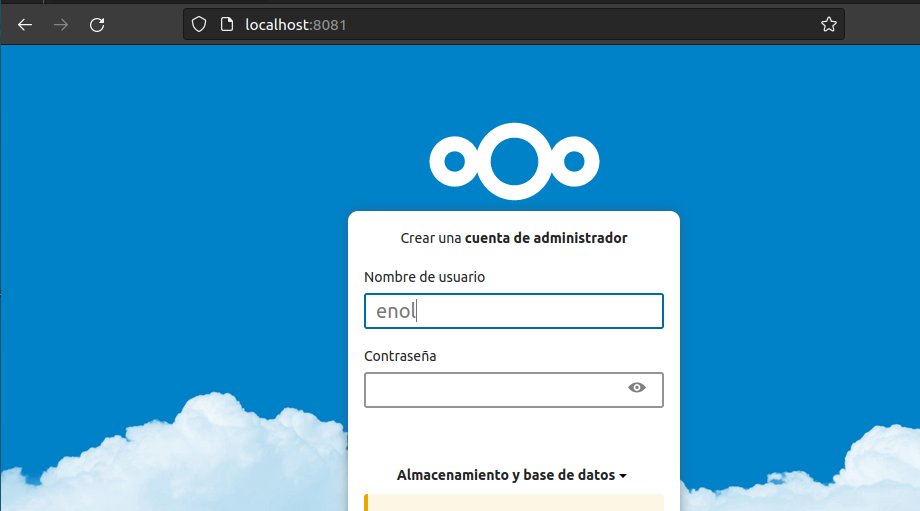 localhost:8081
Crear una cuenta de administrador
Nombre de usuario
enol
Contraseña
Almacenamiento y base de datos